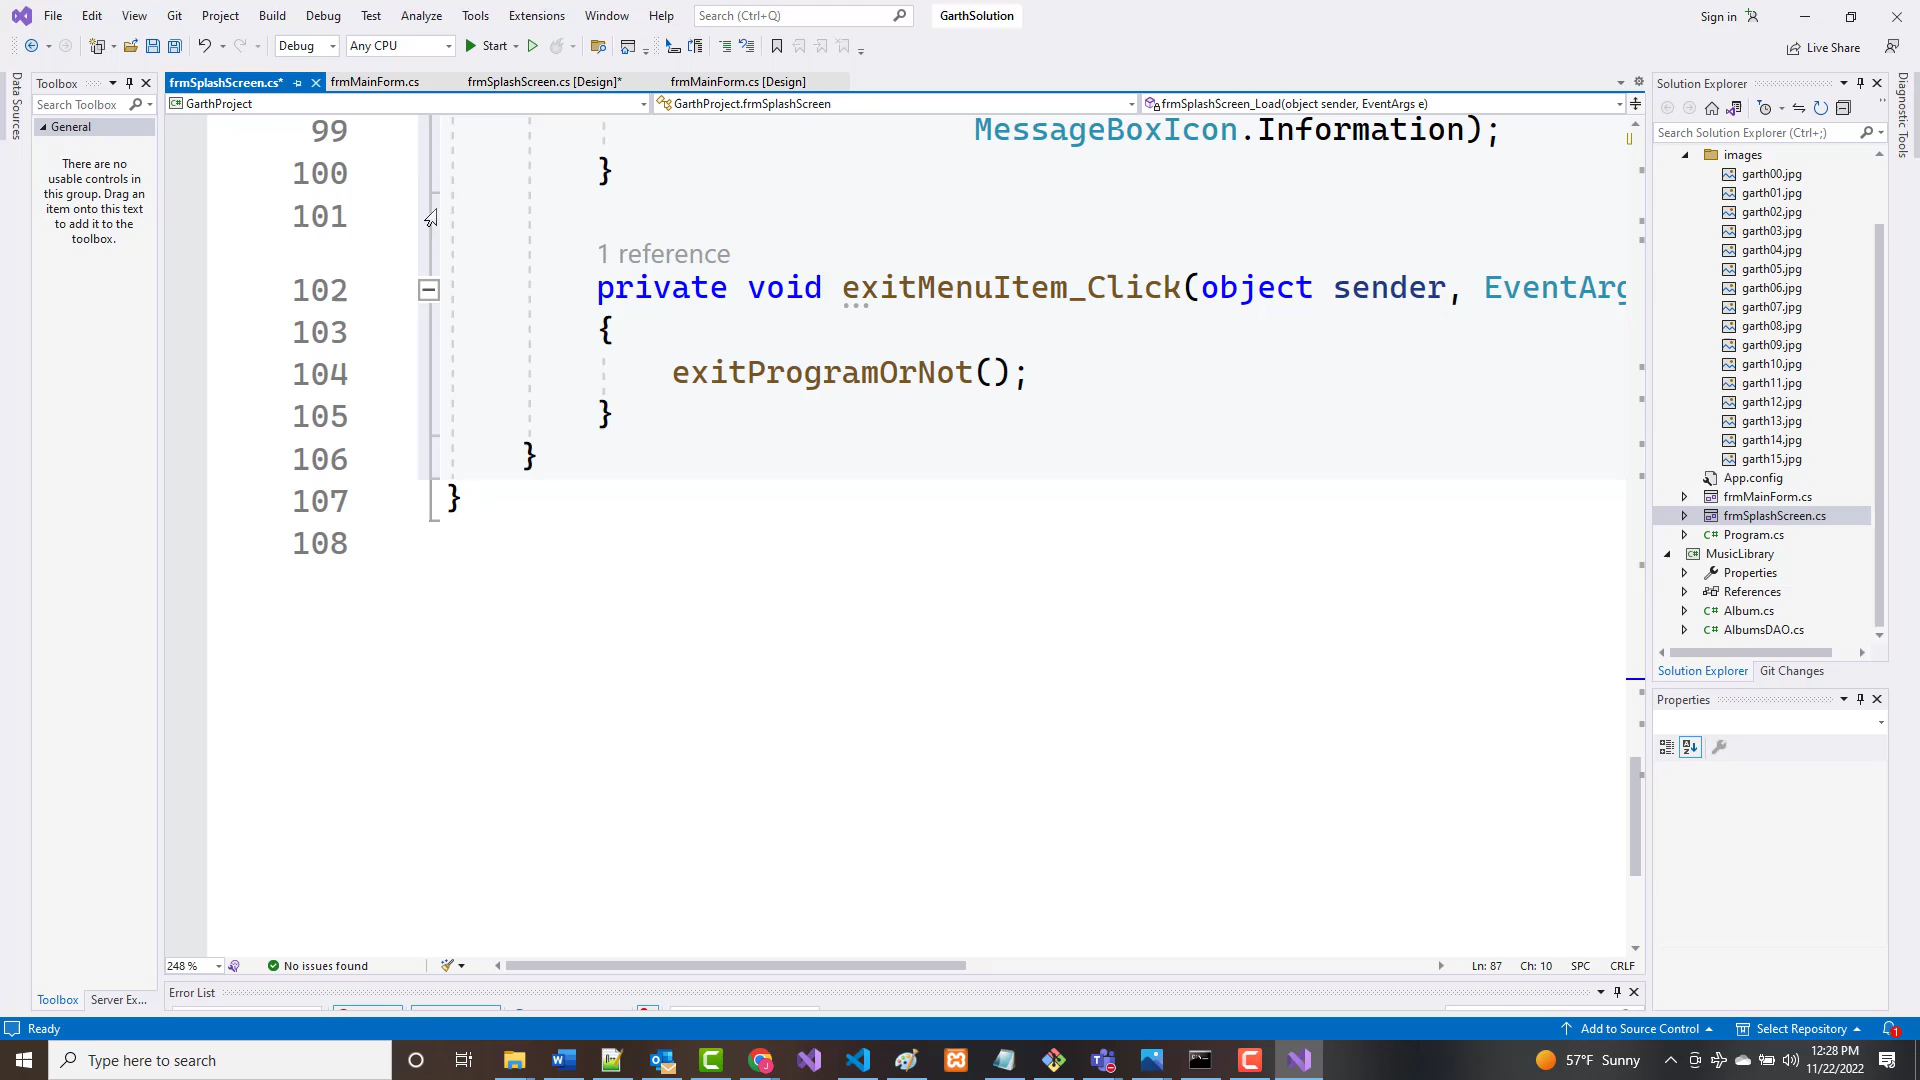 File Edit View Git Project Build Debug Test Analyze Tools Extensions Window Help Search (Ctrl+Q) GarthSolution Sign in
Debug Any CPU Start Live Share
Data Sources
Toolbox
Search Toolbox
General
There are no
usable controls in
this group. Drag an
item onto this text
to add it to the
toolbox.
Toolbox Server Ex...
frmSplashScreen.cs* frmMainForm.cs frmSplashScreen.cs [Design]* frmMainForm.cs [Design]
GarthProject GarthProject.frmSplashScreen frmSplashScreen_Load(object sender, EventArgs e)
99 MessageBoxIcon.Information);
100 }
101
1 reference
102 private void exitMenuItem_Click(object sender, EventArg
103 {
104 exitProgramOrNot();
105 }
106 }
107 }
108
248 % No issues found Ln: 87 Ch: 10 SPC CRLF
Error List
Solution Explorer
Search Solution Explorer (Ctrl+;)
images
garth00.jpg
garth01.jpg
garth02.jpg
garth03.jpg
garth04.jpg
garth05.jpg
garth06.jpg
garth07.jpg
garth08.jpg
garth09.jpg
garth10.jpg
garth11.jpg
garth12.jpg
garth13.jpg
garth14.jpg
garth15.jpg
App.config
frmMainForm.cs
frmSplashScreen.cs
C# Program.cs
C# MusicLibrary
Properties
References
C# Album.cs
C# AlbumsDAO.cs
Solution Explorer Git Changes
Properties
Diagnostic Tools
Ready Add to Source Control Select Repository 1
Type here to search 57°F Sunny 12:28 PM
11/22/2022